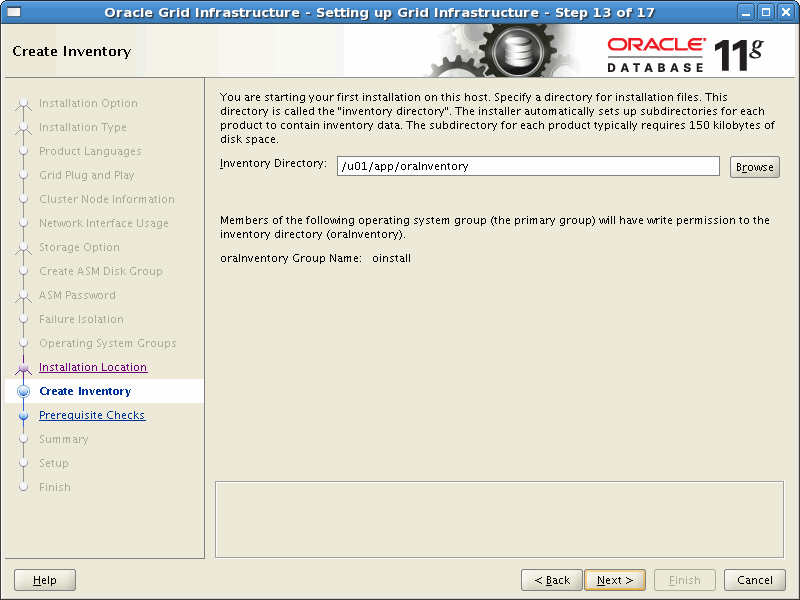 Oracle Grid Infrastructure - Setting up Grid Infrastructure - Step 13 of 17
Create Inventory
ORACLE
DATABASE
11g
Installation Option
Installation Type
Product Languages
Grid Plug and Play
Cluster Node Information
Network Interface Usage
Storage Option
Create ASM Disk Group
ASM Password
Failure Isolation
Operating System Groups
Installation Location
Create Inventory
Prerequisite Checks
Summary
Setup
Finish
You are starting your first installation on this host. Specify a directory for installation files. This
directory is called the "inventory directory". The installer automatically sets up subdirectories for each
product to contain inventory data. The subdirectory for each product typically requires 150 kilobytes of
disk space.
Inventory Directory: /u01/app/oraInventory Browse
Members of the following operating system group (the primary group) will have write permission to the
inventory directory (oraInventory).
oraInventory Group Name: oinstall
Help < Back Next > Finish Cancel